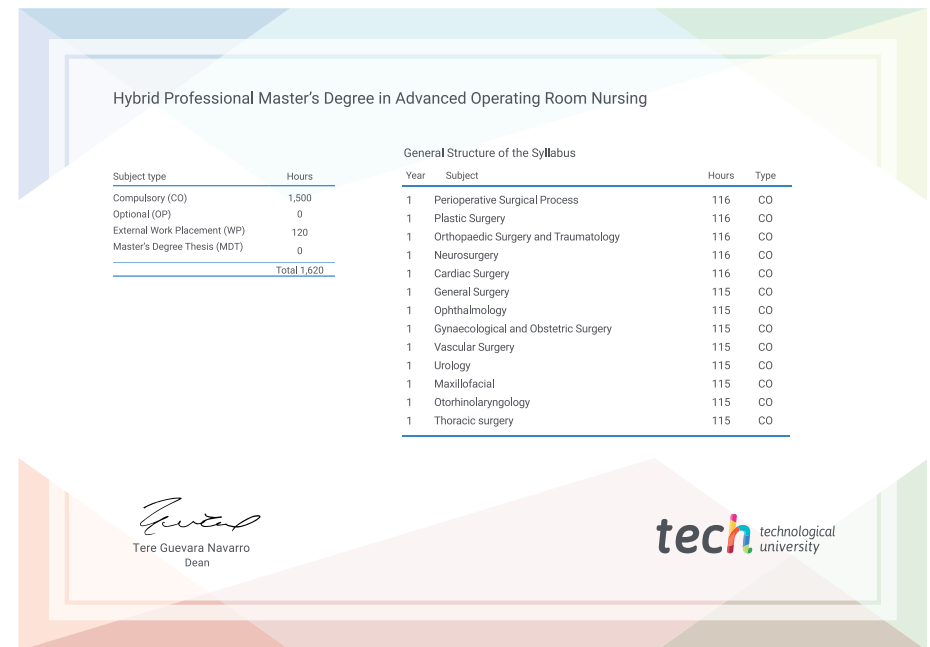 Hybrid Professional Master's Degree in Advanced Operating Room Nursing
Subject type Hours
Compulsory (CO) 1,500
Optional (OP) 0
External Work Placement (WP) 120
Master's Degree Thesis (MDT) 0
Total 1,620
General Structure of the Syllabus
Year Subject Hours Type
1 Perioperative Surgical Process 116 CO
1 Plastic Surgery 116 CO
1 Orthopaedic Surgery and Traumatology 116 CO
1 Neurosurgery 116 CO
1 Cardiac Surgery 116 CO
1 General Surgery 115 CO
1 Ophthalmology 115 CO
1 Gynaecological and Obstetric Surgery 115 CO
1 Vascular Surgery 115 CO
1 Urology 115 CO
1 Maxillofacial 115 CO
1 Otorhinolaryngology 115 CO
1 Thoracic surgery 115 CO
Tere Guevara Navarro
Dean
tech technological
university